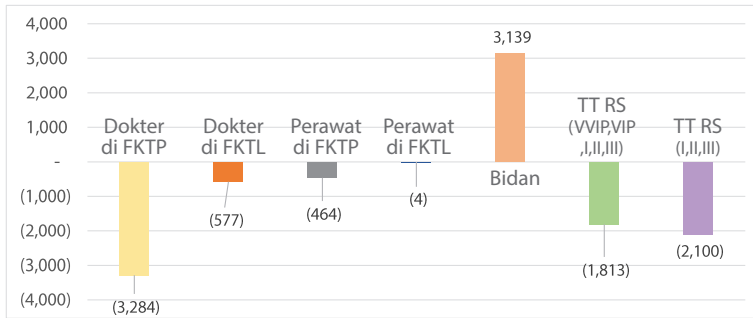 4,000
3,000
2,000
1,000
-
(1,000)
(2,000)
(3,000)
(4,000)
Dokter
di FKTP
(3,284)
Dokter
di FKTL
(577)
Perawat
di FKTP
(464)
Perawat
di FKTL
(4)
3,139
Bidan
TT RS
(VVIP,VIP
,I,II,III)
(1,813)
TT RS
(I,II,III)
(2,100)